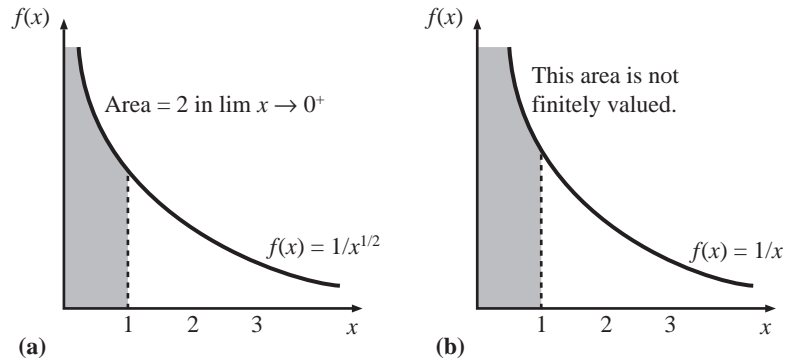 f(x)
Area = 2 in lim x → 0⁺
f(x) = 1/x^{1/2}
1 2 3 x
(a)
f(x)
This area is not
finitely valued.
f(x) = 1/x
1 2 3 x
(b)